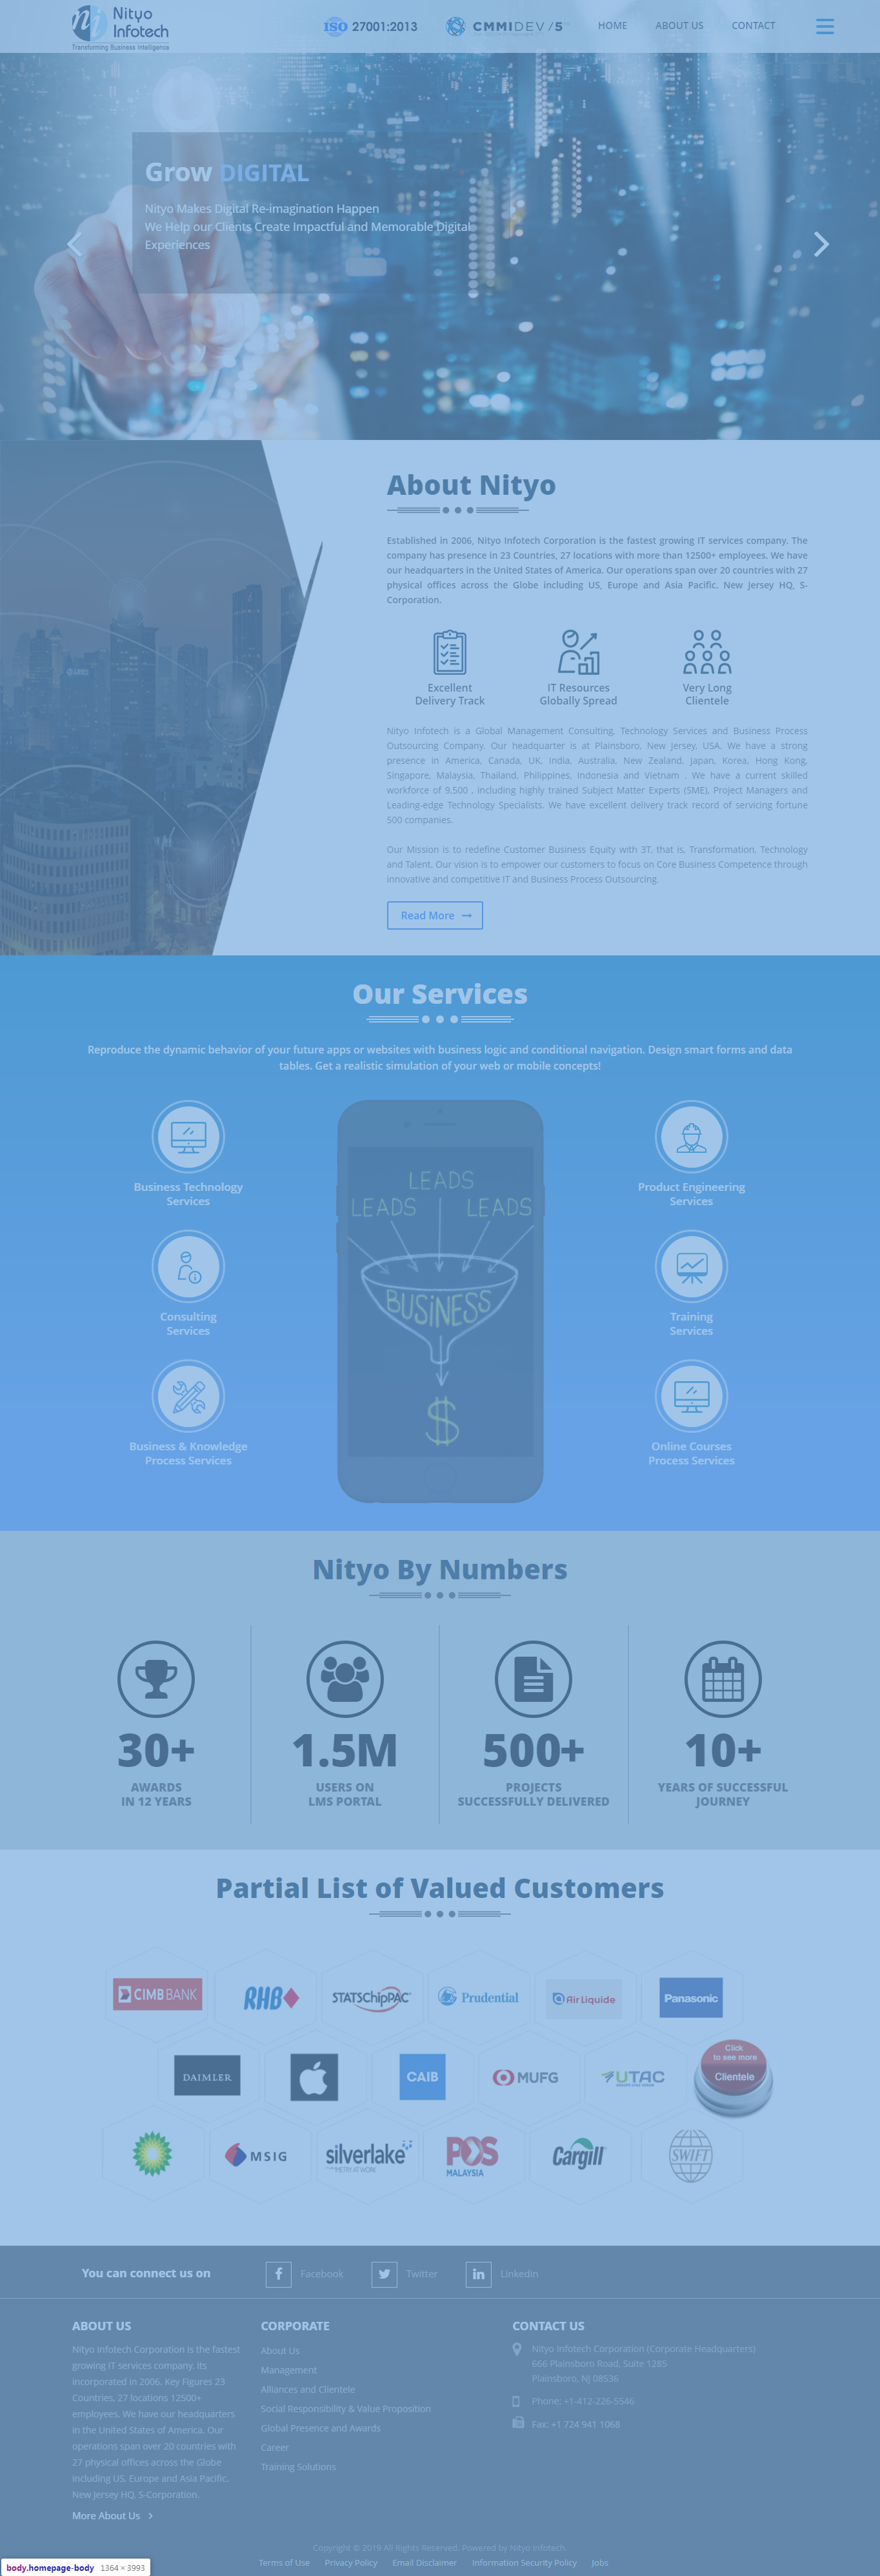 Nityo
Infotech
Transforming Business Intelligence
ISO 27001:2013
CMMIDEV/5
HOME
ABOUT US
CONTACT
Grow DIGITAL
Nityo Makes Digital Re-imagination Happen
We Help our Clients Create Impactful and Memorable Digital
Experiences
About Nityo
Established in 2006, Nityo Infotech Corporation is the fastest growing IT services company. The
company has presence in 23 Countries, 27 locations with more than 12500+ employees. We have
our headquarters in the United States of America. Our operations span over 20 countries with 27
physical offices across the Globe including US, Europe and Asia Pacific. New Jersey HQ, S-
Corporation.
Excellent
Delivery Track
IT Resources
Globally Spread
Very Long
Clientele
Nityo Infotech is a Global Management Consulting, Technology Services and Business Process
Outsourcing Company. Our headquarter is at Plainsboro, New Jersey, USA. We have a strong
presence in America, Canada, UK, India, Australia, New Zealand, Japan, Korea, Hong Kong,
Singapore, Malaysia, Thailand, Philippines, Indonesia and Vietnam . We have a current skilled
workforce of 9,500 , including highly trained Subject Matter Experts (SME), Project Managers and
Leading-edge Technology Specialists. We have excellent delivery track record of servicing fortune
500 companies.
Our Mission is to redefine Customer Business Equity with 3T, that is, Transformation, Technology
and Talent. Our vision is to empower our customers to focus on Core Business Competence through
innovative and competitive IT and Business Process Outsourcing.
Read More
Our Services
Reproduce the dynamic behavior of your future apps or websites with business logic and conditional navigation. Design smart forms and data
tables. Get a realistic simulation of your web or mobile concepts!
Business Technology
Services
Consulting
Services
Business & Knowledge
Process Services
LEADS
LEADS
LEADS
BUSINESS
$
Product Engineering
Services
Training
Services
Online Courses
Process Services
Nityo By Numbers
30+
AWARDS
IN 12 YEARS
1.5M
USERS ON
LMS PORTAL
500+
PROJECTS
SUCCESSFULLY DELIVERED
10+
YEARS OF SUCCESSFUL
JOURNEY
Partial List of Valued Customers
CIMB BANK
RHB
STATSChipPAC
Prudential
Air Liquide
Panasonic
DAIMLER
CAIB
MUFG
UTAC
Click
to see more
Clientele
MSIG
silverlake
POS
MALAYSIA
Cargill
SWIFT
You can connect us on
Facebook
Twitter
Linkedin
ABOUT US
Nityo Infotech Corporation is the fastest
growing IT services company, its
incorporated in 2006. Key Figures 23
Countries, 27 locations 12500+
employees, We have our headquarters
in the United States of America. Our
operations span over 20 countries with
27 physical offices across the Globe
including US, Europe and Asia Pacific.
New Jersey HQ, S-Corporation.
More About Us
CORPORATE
About Us
Management
Alliances and Clientele
Social Responsibility & Value Proposition
Global Presence and Awards
Career
Training Solutions
CONTACT US
Nityo Infotech Corporation (Corporate Headquarters)
666 Plainsboro Road, Suite 1285
Plainsboro, NJ 08536
Phone: +1-412-226-5546
Fax: +1 724 941 1068
Copyright © 2019 All Rights Reserved. Powered by Nityo Infotech.
Terms of Use
Privacy Policy
Email Disclaimer
Information Security Policy
Jobs
body.homepage-body 1364 × 3993